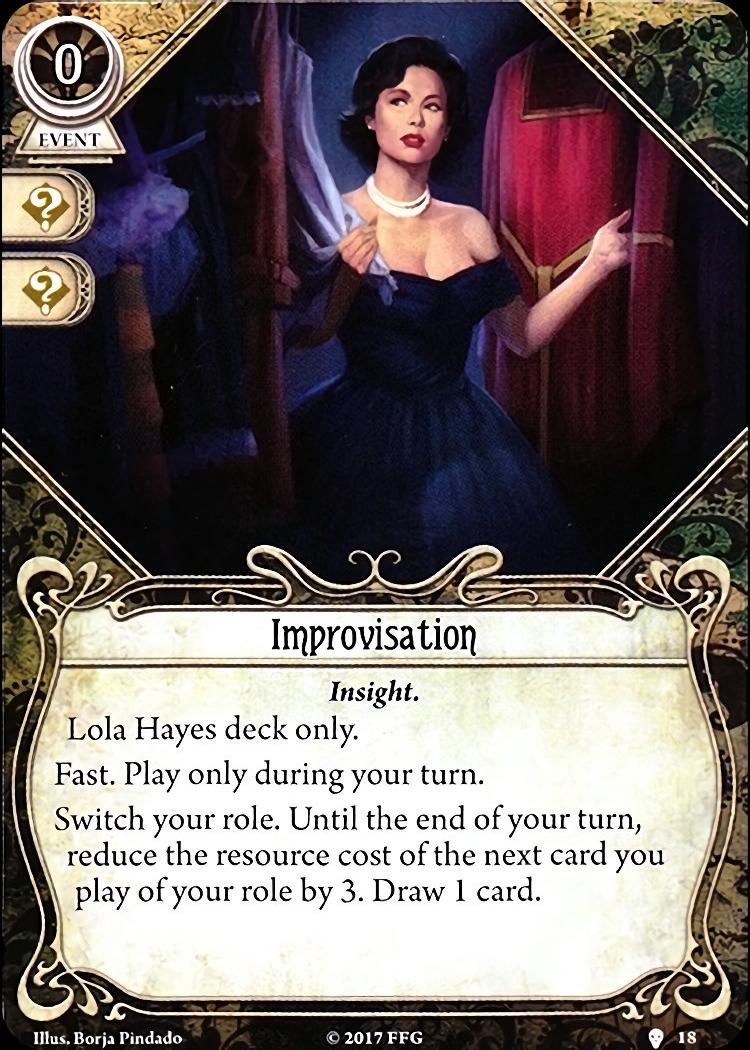 0
EVENT
?
?
Improvisation
Insight.
Lola Hayes deck only.
Fast. Play only during your turn.
Switch your role. Until the end of your turn,
reduce the resource cost of the next card you
play of your role by 3. Draw 1 card.
Illus. Borja Pindado
© 2017 FFG
18